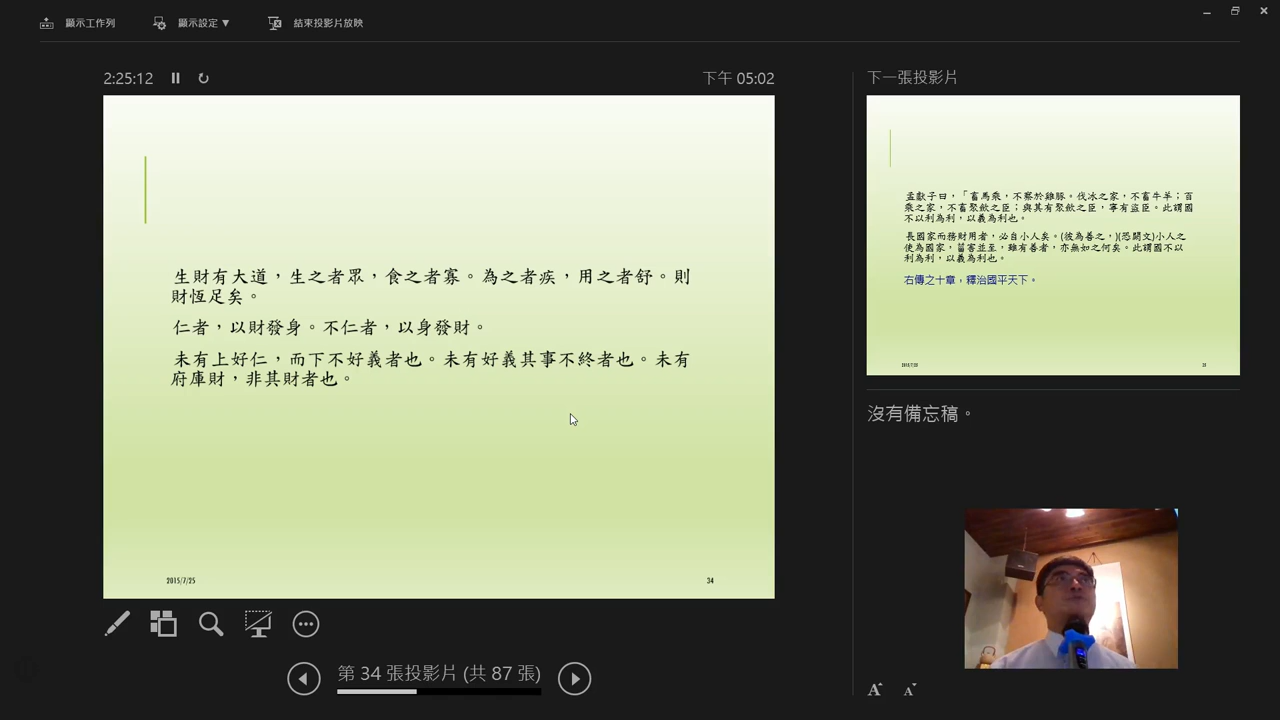 顯示工作列
顯示設定 ▼
結束投影片放映
2:25:12
下午 05:02
下一張投影片
生財有大道，生之者眾，食之者寡。為之者疾，用之者舒。則
財恆足矣。
仁者，以財發身。不仁者，以身發財。
未有上好仁，而下不好義者也。未有好義其事不終者也。未有
府庫財，非其財者也。
2015/7/25
34
孟獻子曰，「畜馬乘，不察於雞豚。伐冰之家，不畜牛羊；百
乘之家，不畜聚斂之臣；與其有聚斂之臣，寧有盜臣。此謂國
不以利為利，以義為利也。
長國家而務財用者，必自小人矣。(彼為善之，)(恐闕文)小人之
使為國家，菑害並至，雖有善者，亦無如之何矣。此謂國不以
利為利，以義為利也。
右傳之十章，釋治國平天下。
沒有備忘稿。
第 34 張投影片 (共 87 張)